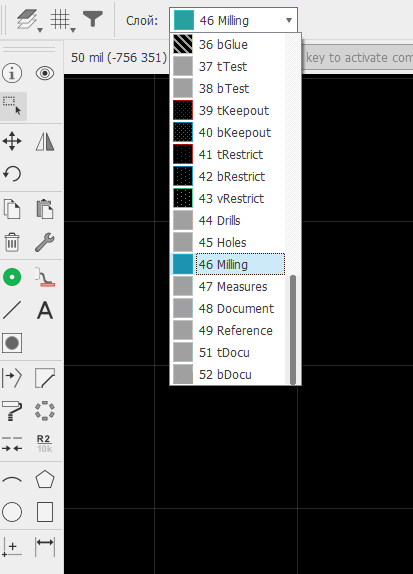 Слой: 46 Milling
50 mil (-756 351)
key to activate com
36 bGlue
37 tTest
38 bTest
39 tKeepout
40 bKeepout
41 tRestrict
42 bRestrict
43 vRestrict
44 Drills
45 Holes
46 Milling
47 Measures
48 Document
49 Reference
51 tDocu
52 bDocu
A
R2
10k